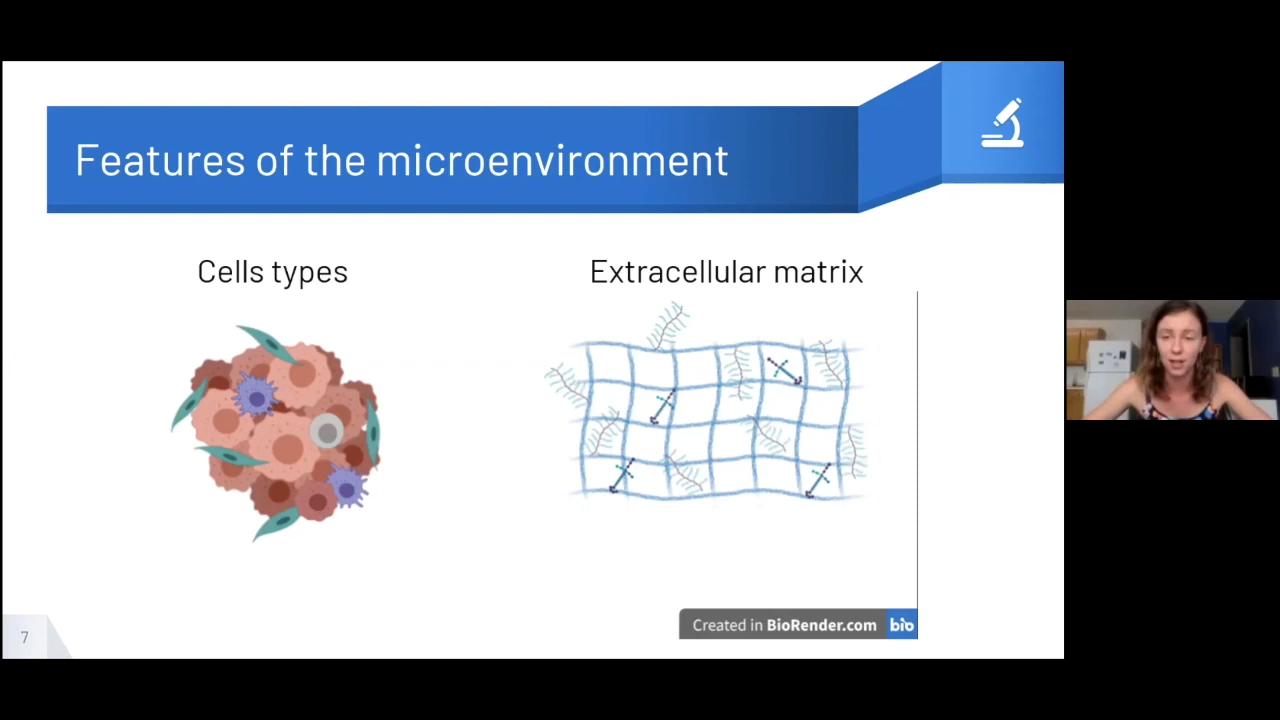 Features of the microenvironment
Cells types
Extracellular matrix
Created in BioRender.com bio
7